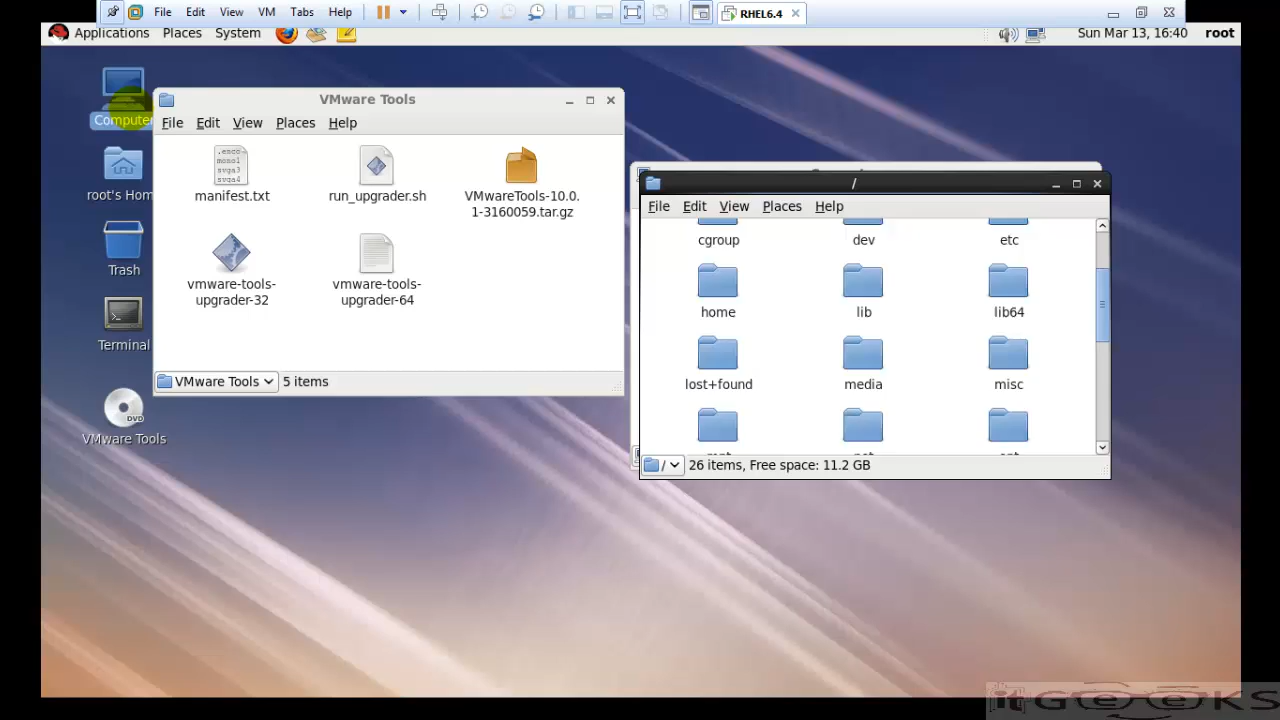 File Edit View VM Tabs Help RHEL6.4
Applications Places System Sun Mar 13, 16:40 root
Computer
root's Hom
Trash
Terminal
DVD
VMware Tools
VMware Tools
File Edit View Places Help
manifest.txt
run_upgrader.sh
VMwareTools-10.0.
1-3160059.tar.gz
vmware-tools-
upgrader-32
vmware-tools-
upgrader-64
VMware Tools 5 items
/
File Edit View Places Help
cgroup dev etc
home lib lib64
lost+found media misc
/ 26 items, Free space: 11.2 GB
itGeeKS